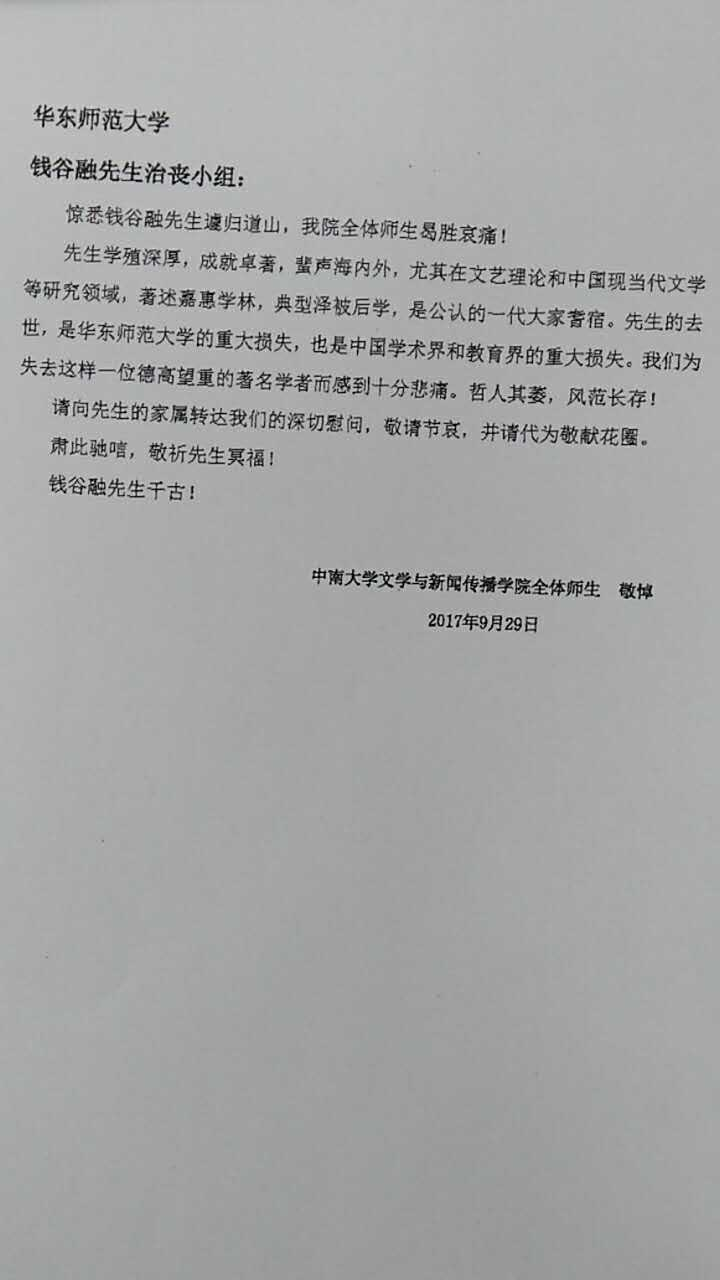 华东师范大学
钱谷融先生治丧小组：
惊悉钱谷融先生遽归道山，我院全体师生曷胜哀痛！
先生学殖深厚，成就卓著，蜚声海内外，尤其在文艺理论和中国现当代文学
等研究领域，著述嘉惠学林，典型泽被后学，是公认的一代大家耆宿。先生的去
世，是华东师范大学的重大损失，也是中国学术界和教育界的重大损失。我们为
失去这样一位德高望重的著名学者而感到十分悲痛。哲人其萎，风范长存！
请向先生的家属转达我们的深切慰问，敬请节哀，并请代为敬献花圈。
肃此驰唁，敬祈先生冥福！
钱谷融先生千古！
中南大学文学与新闻传播学院全体师生 敬悼
2017年9月29日